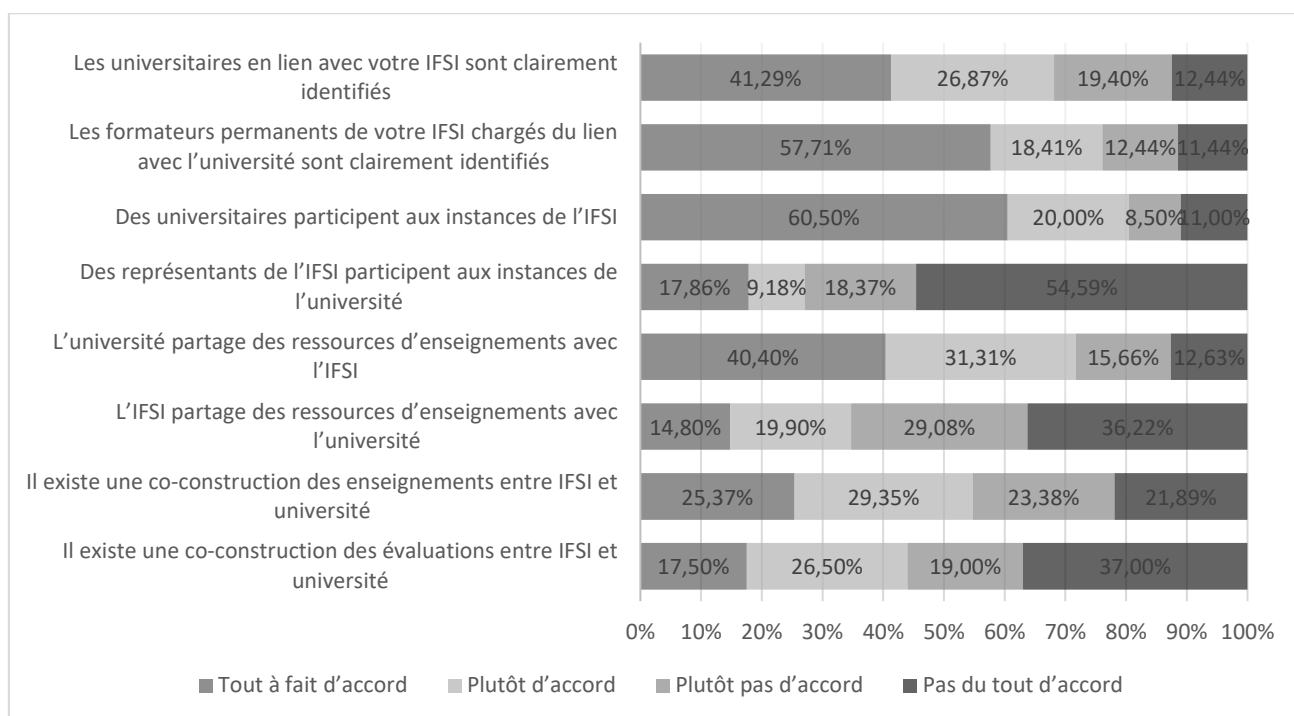 Les universitaires en lien avec votre IFSI sont clairement
identifiés
41,29% 26,87% 19,40% 12,44%
Les formateurs permanents de votre IFSI chargés du lien
avec l’université sont clairement identifiés
57,71% 18,41% 12,44% 11,44%
Des universitaires participent aux instances de l’IFSI
60,50% 20,00% 8,50% 11,00%
Des représentants de l’IFSI participent aux instances de
l’université
17,86% 9,18% 18,37% 54,59%
L’université partage des ressources d’enseignements avec
l’IFSI
40,40% 31,31% 15,66% 12,63%
L’IFSI partage des ressources d’enseignements avec
l’université
14,80% 19,90% 29,08% 36,22%
Il existe une co-construction des enseignements entre IFSI et
université
25,37% 29,35% 23,38% 21,89%
Il existe une co-construction des évaluations entre IFSI et
université
17,50% 26,50% 19,00% 37,00%
0% 10% 20% 30% 40% 50% 60% 70% 80% 90% 100%
Tout à fait d’accord Plutôt d’accord Plutôt pas d’accord Pas du tout d’accord